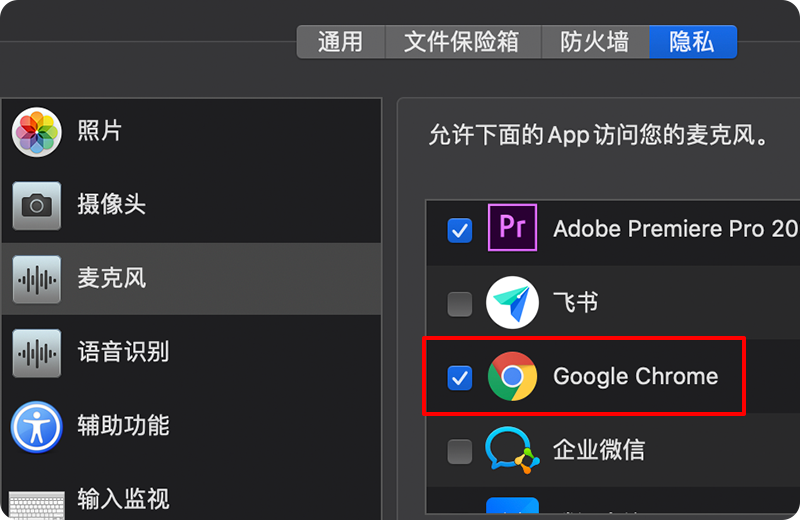 通用 文件保险箱 防火墙 隐私
照片
摄像头
麦克风
语音识别
辅助功能
输入监视
允许下面的App访问您的麦克风。
Pr Adobe Premiere Pro 20
飞书
Google Chrome
企业微信